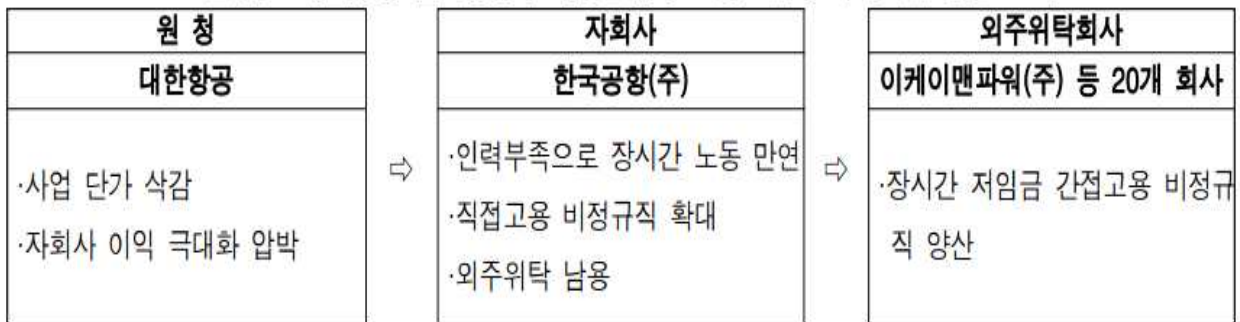 원 청
대한항공
·사업 단가 삭감
·자회사 이익 극대화 압박
⇨
자회사
한국공항(주)
·인력부족으로 장시간 노동 만연
·직접고용 비정규직 확대
·외주위탁 남용
⇨
외주위탁회사
이케이맨파워(주) 등 20개 회사
·장시간 저임금 간접고용 비정규
직 양산